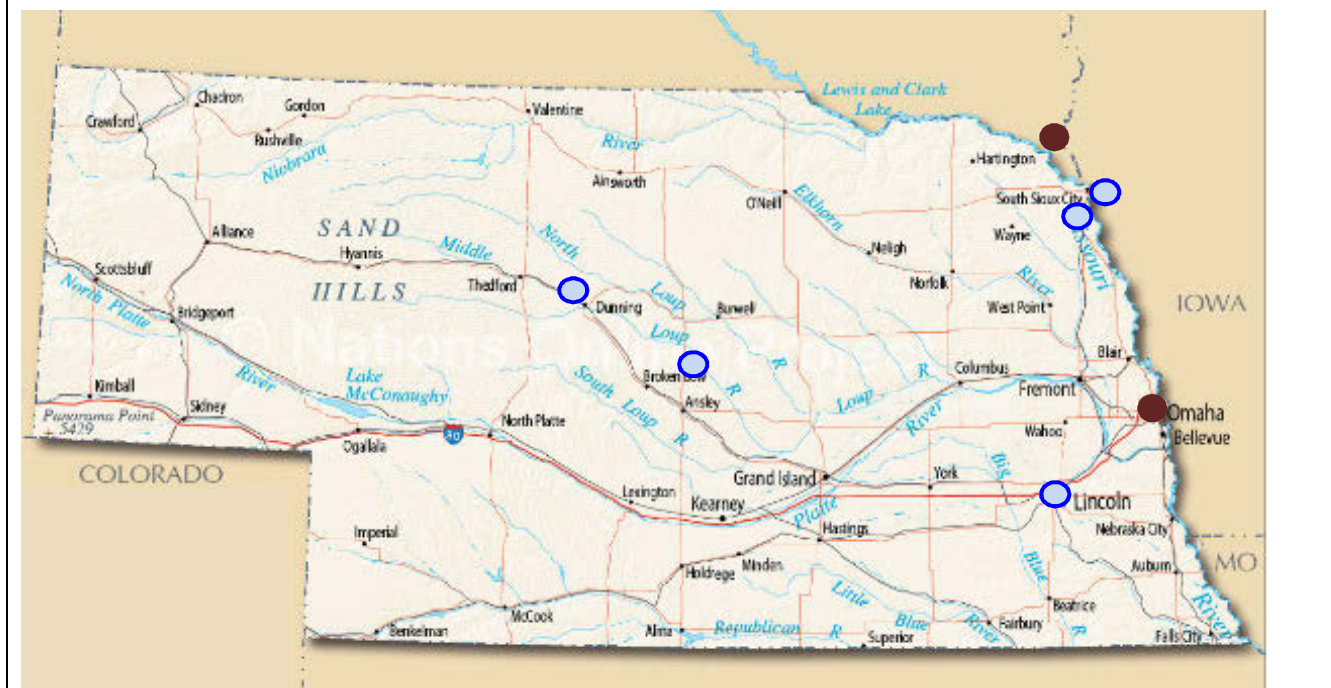 Lewis and Clark
Lake
Chadron
Gordon
Valentine
Crawford
Rushville
Niobrara
River
Hartington
Ainsworth
O'Neill
Elkhorn
South Sioux City
Wayne
SAND
Alliance
Hyannis
Middle
North
Neligh
ssouri
Scottsbluff
Thedford
HILLS
Loup
Norfolk
River
North Platte
Bridgeport
Dunning
Burwell
West Point
IOWA
Loup
R
Blair
River
Lake
McConaughy
South Loup R
Broken Bow
R
Loup R
Columbus
Fremont
Kimball
Sidney
Ansley
River
Omaha
Panorama Point
5429
North Platte
Wahoo
Bellevue
80
Ogallala
COLORADO
Grand Island
York
Big
Lexington
Kearney
Platte
Lincoln
Imperial
Hastings
Nebraska City
MO
Holdrege
Minden
Blue
Auburn
Little
Blue
River
Beatrice
R
River
McCook
Benkelman
Alma
Republican R
Superior
Fairbury
Falls City